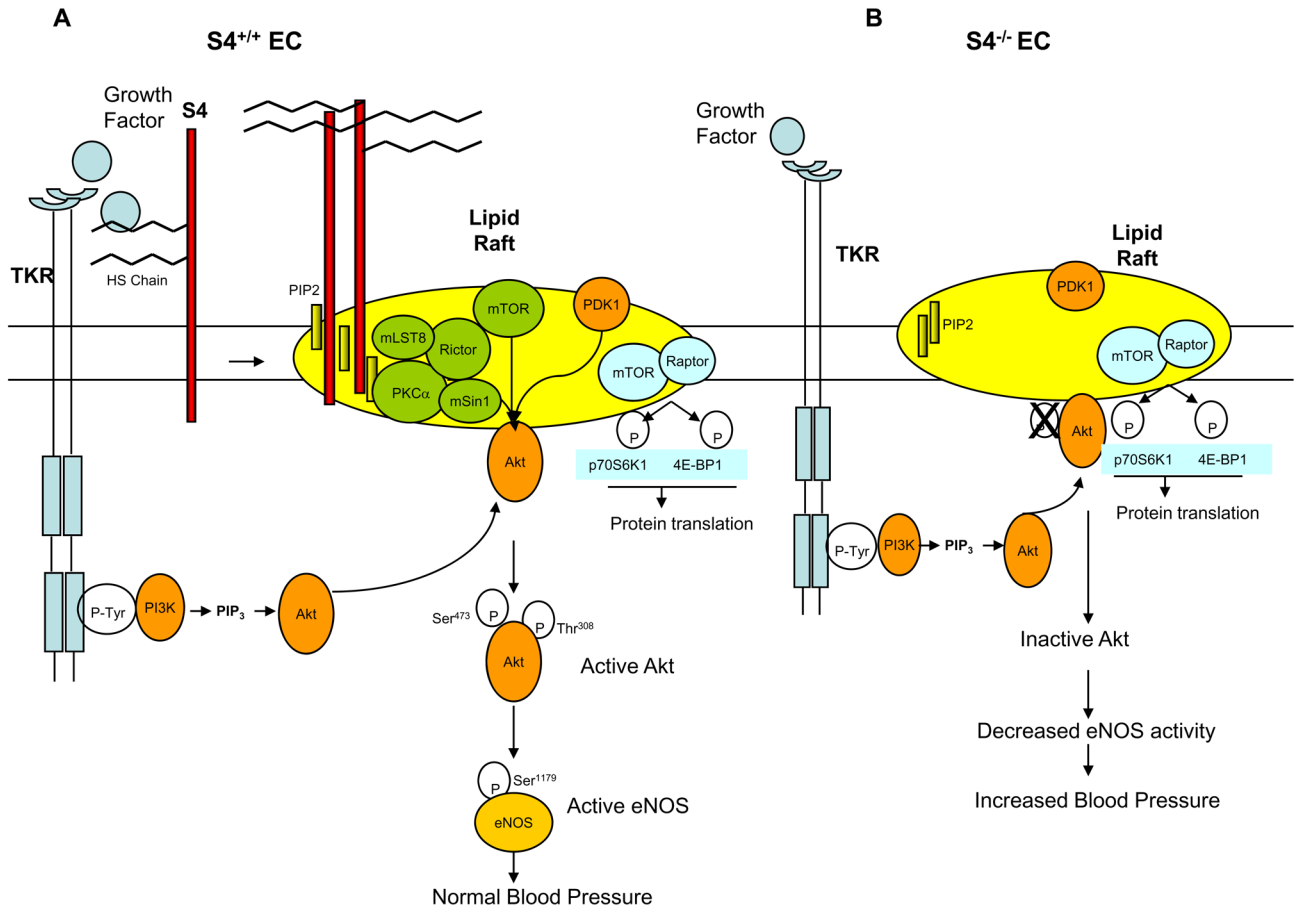 A
S4+/+ EC
Growth
Factor
S4
TKR
HS Chain
Lipid
Raft
PIP2
mTOR
PDK1
mLST8
Rictor
PKCα
mSin1
mTOR
Raptor
P
P
p70S6K1
4E-BP1
Protein translation
Akt
P-Tyr
PI3K
PIP3
Akt
Ser473
P
P
Thr308
Akt
Active Akt
P
Ser1179
eNOS
Active eNOS
Normal Blood Pressure
B
S4-/- EC
Growth
Factor
TKR
Lipid
Raft
PDK1
PIP2
mTOR
Raptor
Akt
P
P
p70S6K1
4E-BP1
Protein translation
P-Tyr
PI3K
PIP3
Akt
Inactive Akt
Decreased eNOS activity
Increased Blood Pressure